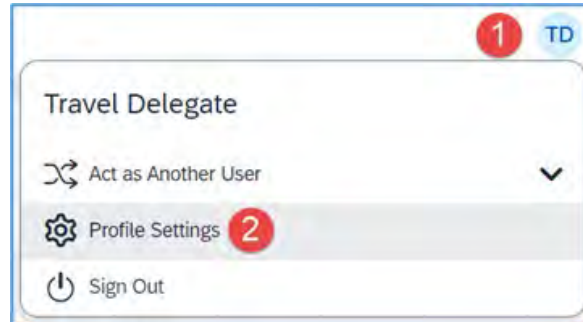 1 TD
Travel Delegate
Act as Another User
Profile Settings 2
Sign Out